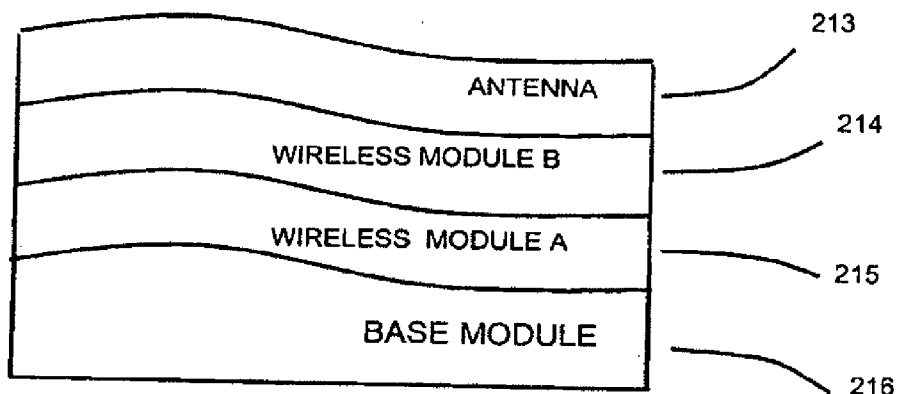 213
ANTENNA
214
WIRELESS MODULE B
WIRELESS MODULE A
215
BASE MODULE
216